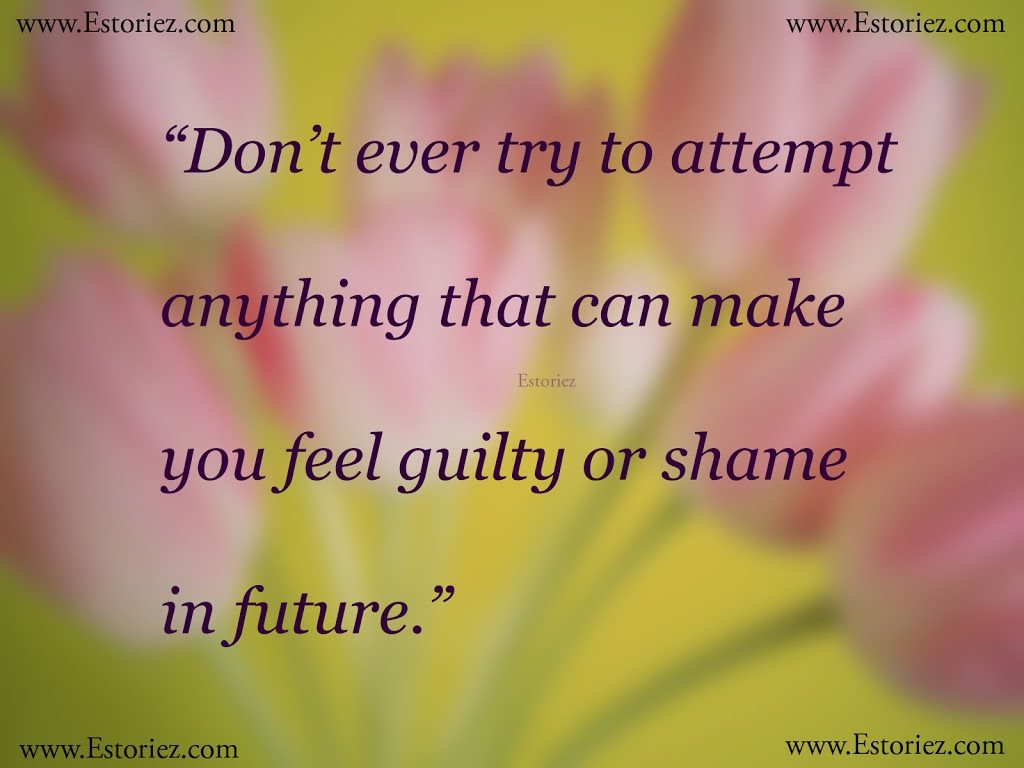 www.Estoriez.com
www.Estoriez.com
“Don’t ever try to attempt
anything that can make
Estoriez
you feel guilty or shame
in future.”
www.Estoriez.com
www.Estoriez.com